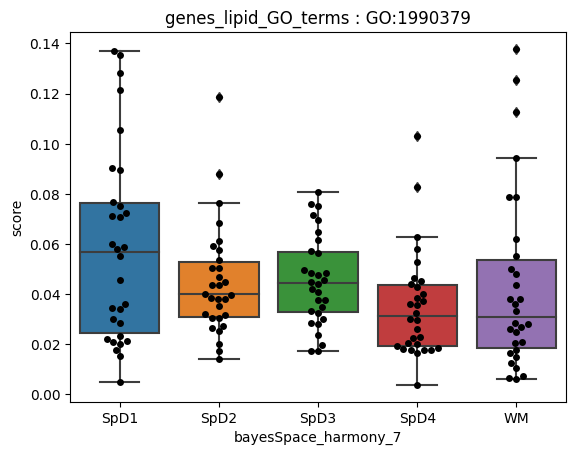 genes_lipid_GO_terms : GO:1990379
score
0.14
0.12
0.10
0.08
0.06
0.04
0.02
0.00
SpD1 SpD2 SpD3 SpD4 WM
bayesSpace_harmony_7